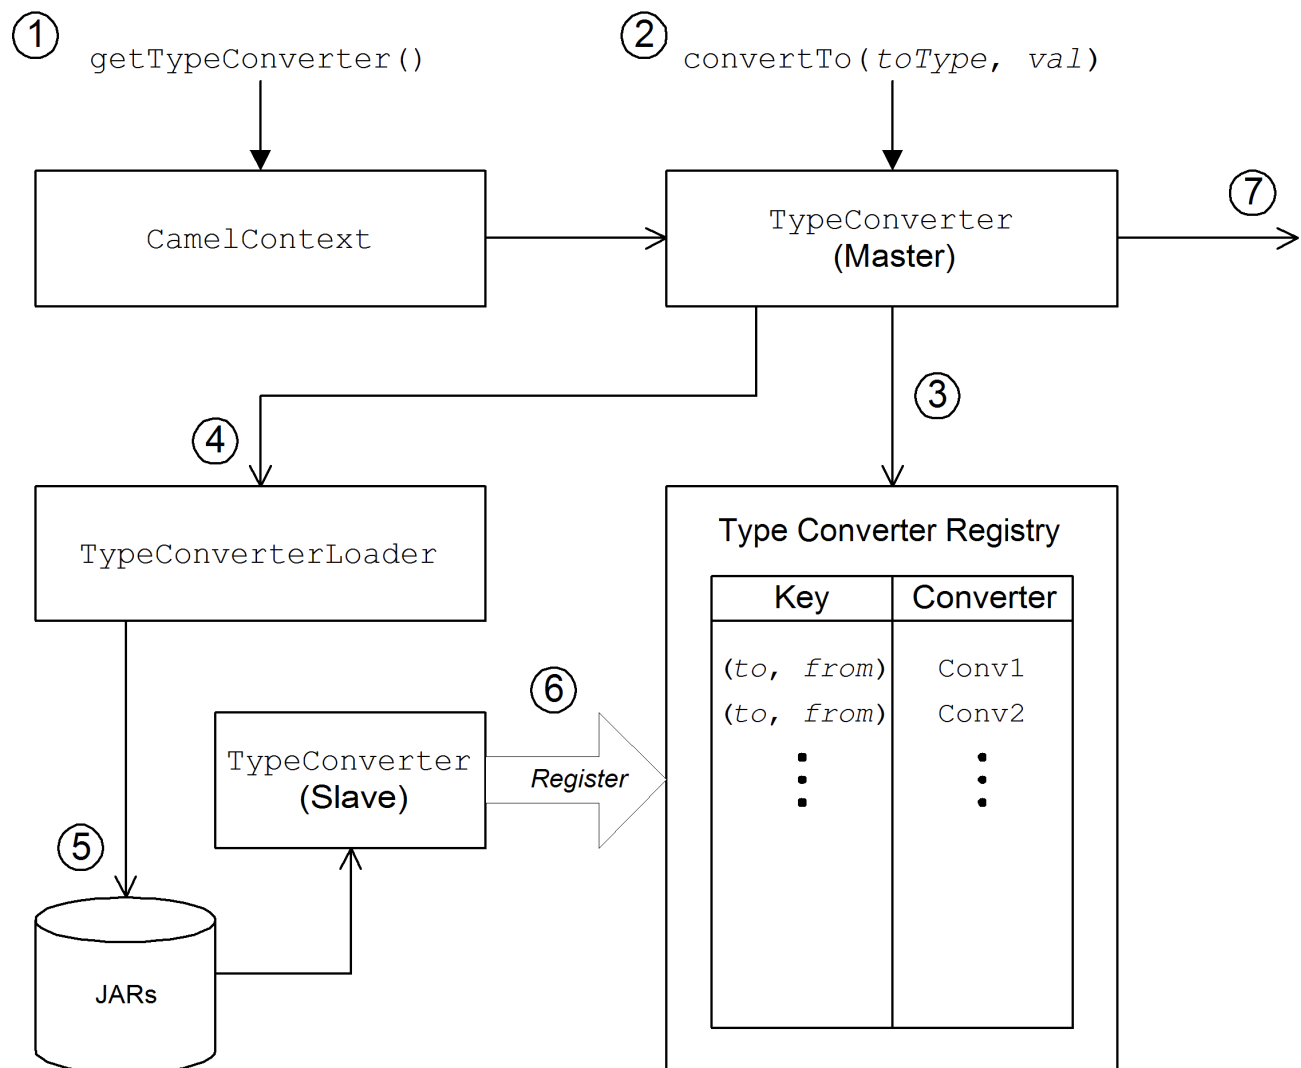 1
getTypeConverter()
2
convertTo(toType, val)
CamelContext
TypeConverter
(Master)
7
3
4
TypeConverterLoader
Type Converter Registry
Key Converter
(to, from) Conv1
(to, from) Conv2
6
TypeConverter
(Slave)
Register
5
JARs